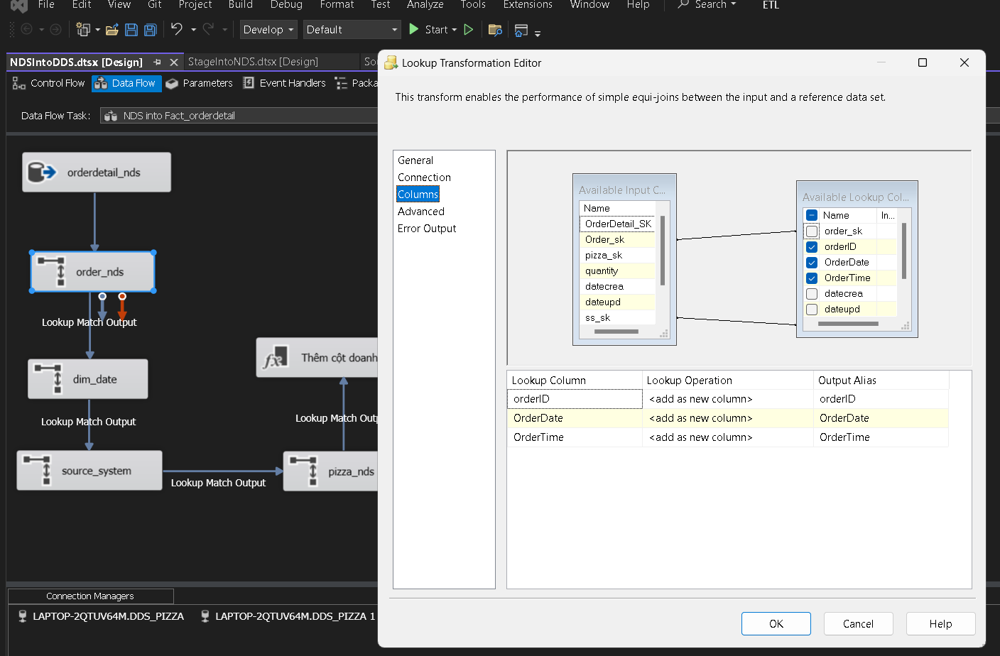 File Edit View Git Project Build Debug Format Test Analyze Tools Extensions Window Help Search ETL
Develop Default Start
NDSIntoDDS.dtsx [Design] StageIntoNDS.dtsx [Design] Sou
Control Flow Data Flow Parameters Event Handlers Packa
Data Flow Task: NDS into Fact_orderdetail
orderdetail_nds
order_nds
Lookup Match Output
dim_date
Lookup Match Output
source_system
Lookup Match Output
pizza_nds
Lookup Match Outp
Thêm cột doanh
Connection Managers
LAPTOP-2QTUV64M.DDS_PIZZA LAPTOP-2QTUV64M.DDS_PIZZA 1
Lookup Transformation Editor
This transform enables the performance of simple equi-joins between the input and a reference data set.
General
Connection
Columns
Advanced
Error Output
Available Input C...
Name
OrderDetail_SK
Order_sk
pizza_sk
quantity
datecrea
dateupd
ss_sk
Available Lookup Col...
Name In...
order_sk
orderID
OrderDate
OrderTime
datecrea
dateupd
Lookup Column Lookup Operation Output Alias
orderID <add as new column> orderID
OrderDate <add as new column> OrderDate
OrderTime <add as new column> OrderTime
OK Cancel Help